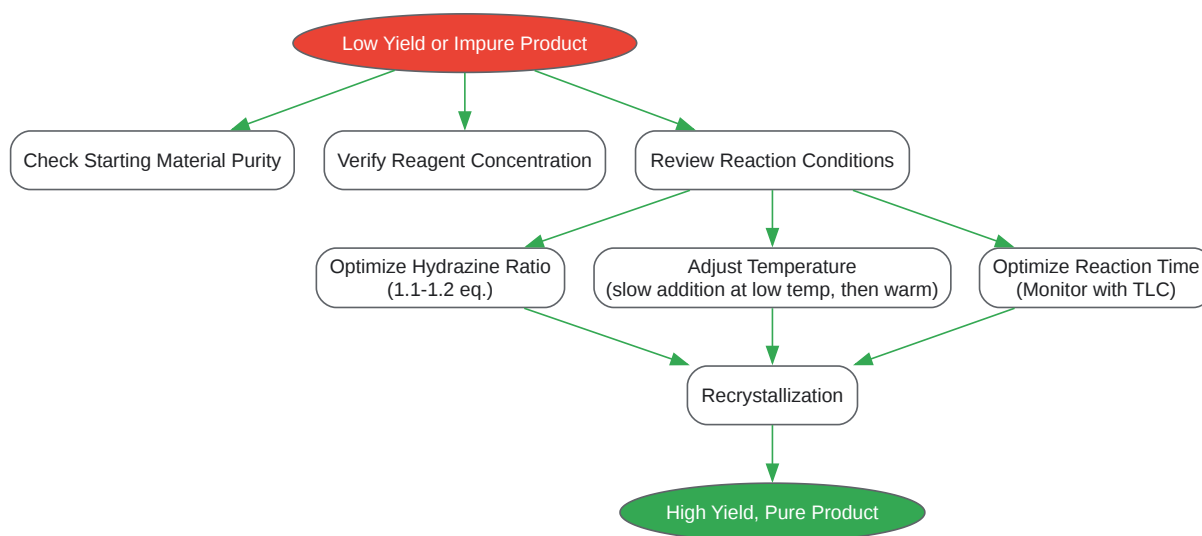 Low Yield or Impure Product
Check Starting Material Purity
Verify Reagent Concentration
Review Reaction Conditions
Optimize Hydrazine Ratio
(1.1-1.2 eq.)
Adjust Temperature
(slow addition at low temp, then warm)
Optimize Reaction Time
(Monitor with TLC)
Recrystallization
High Yield, Pure Product